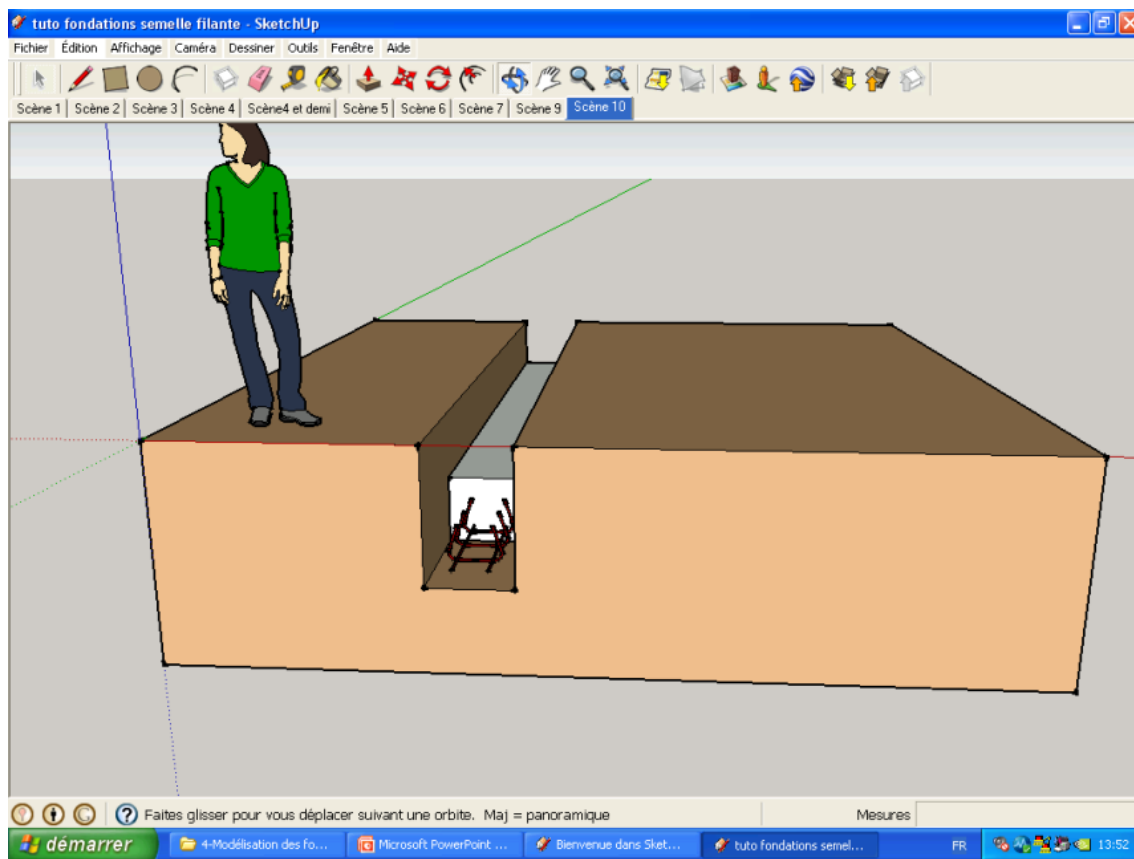 tuto fondations semelle filante - SketchUp
Fichier Édition Affichage Caméra Dessiner Outils Fenêtre Aide
Scène 1 Scène 2 Scène 3 Scène 4 Scène4 et demi Scène 5 Scène 6 Scène 7 Scène 9 Scène 10
Faites glisser pour vous déplacer suivant une orbite. Maj = panoramique Mesures
démarrer 4-Modélisation des fo... Microsoft PowerPoint ... Bienvenue dans Sket... tuto fondations semel... FR 13:52